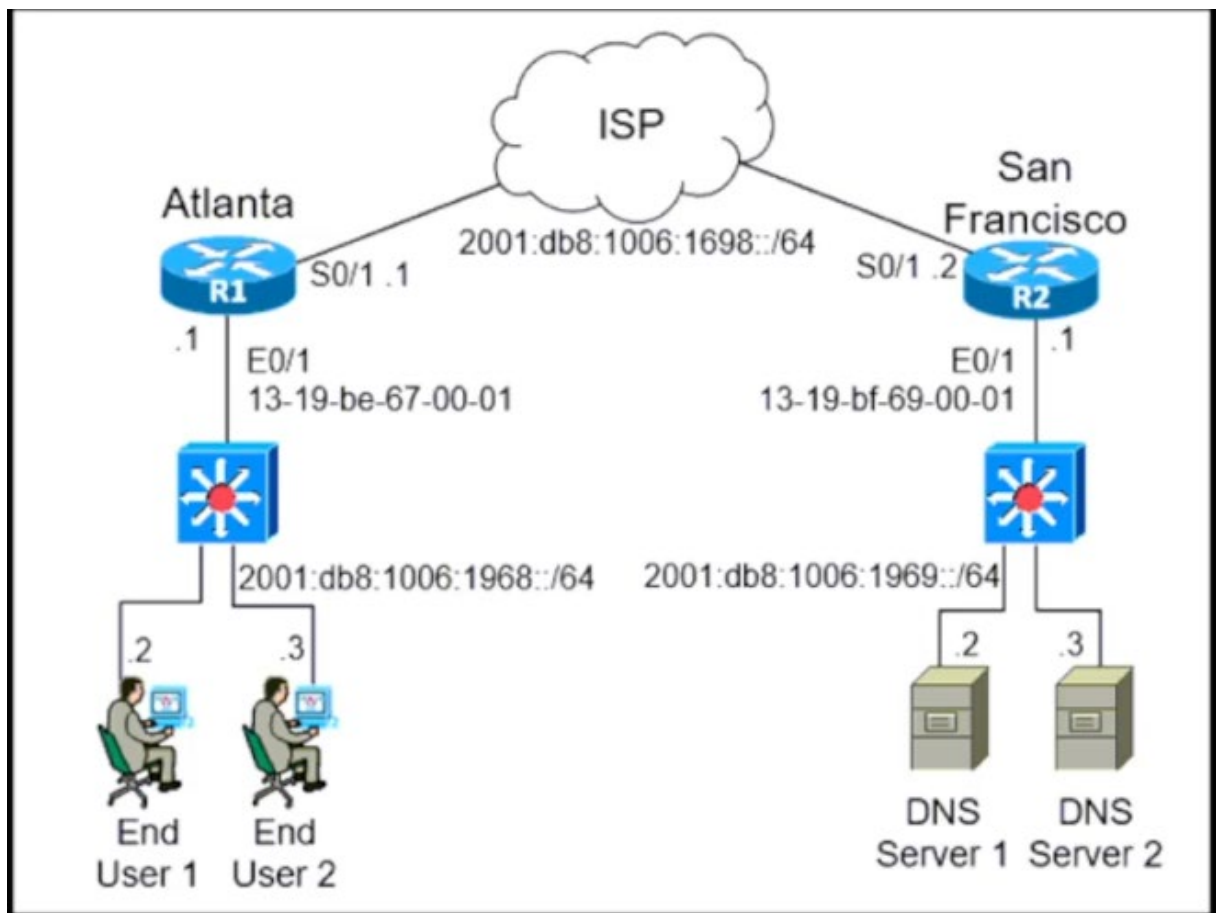 ISP
Atlanta
San
Francisco
2001:db8:1006:1698::/64
R1
S0/1 .1
S0/1 .2
R2
.1
E0/1
13-19-be-67-00-01
.1
E0/1
13-19-bf-69-00-01
2001:db8:1006:1968::/64
2001:db8:1006:1969::/64
.2
.3
.2
.3
End
User 1
End
User 2
DNS
Server 1
DNS
Server 2